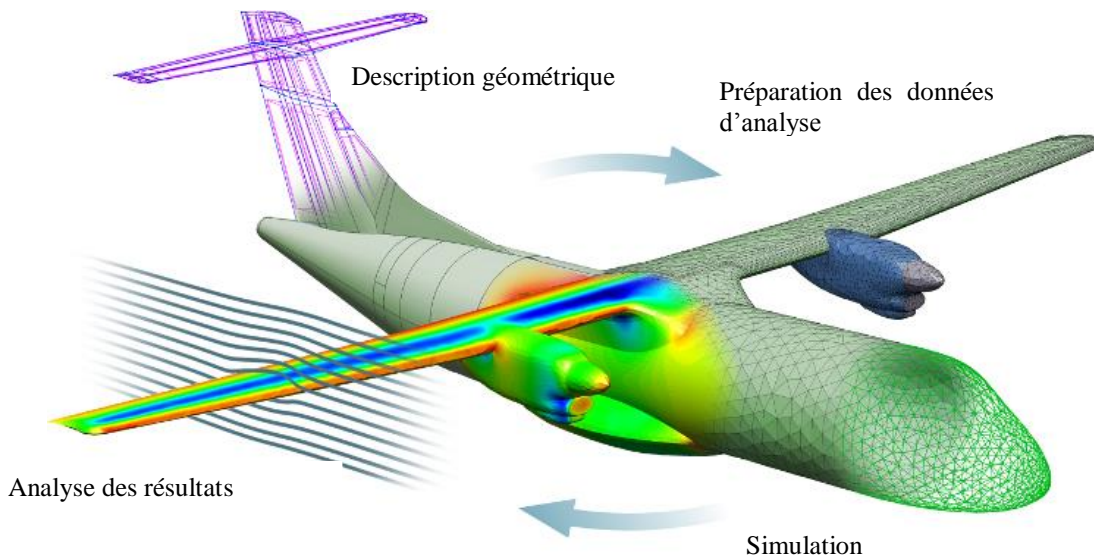 Description géométrique
Préparation des données
d’analyse
Analyse des résultats
Simulation